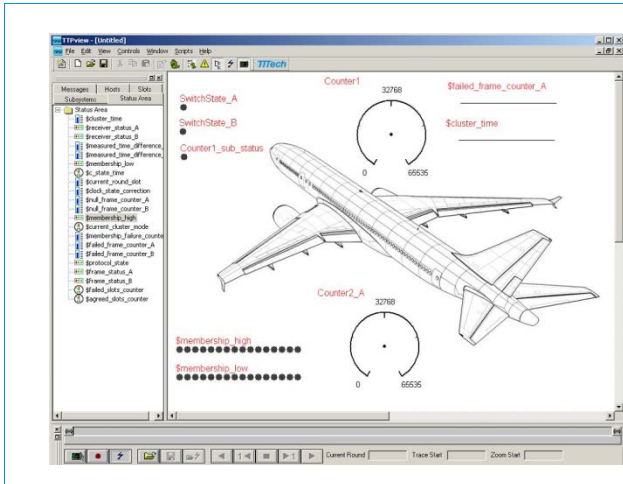 TTPview - [Untitled]
File Edit View Controls Window Scripts Help
TTTech
Messages Hosts Slots
Subsystems Status Area
Status Area
$cluster_time
$receiver_status_A
$receiver_status_B
$measured_time_difference_
$measured_time_difference_
$membership_low
$c_state_time
$current_round_slot
$clock_state_correction
$null_frame_counter_A
$null_frame_counter_B
$membership_high
$current_cluster_mode
$membership_failure_counte
$failed_frame_counter_A
$failed_frame_counter_B
$protocol_state
$frame_status_A
$frame_status_B
$failed_slots_counter
$agreed_slots_counter
SwitchState_A
SwitchState_B
Counter1_sub_status
Counter1
32768
0 65535
$failed_frame_counter_A
$cluster_time
Counter2_A
32768
0 65535
$membership_high
$membership_low
1 1
Current Round Trace Start Zoom Start